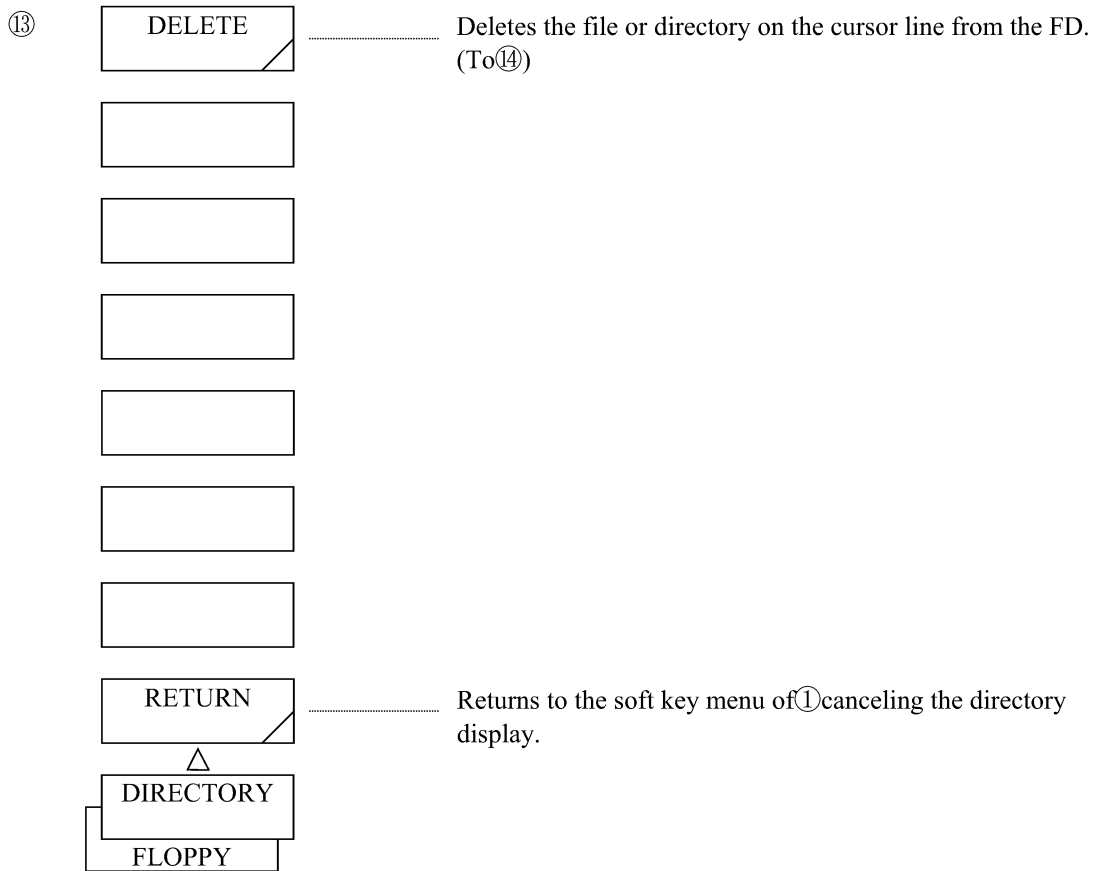 ⑬ DELETE Deletes the file or directory on the cursor line from the FD.
(To⑭)
RETURN Returns to the soft key menu of①canceling the directory
display.
DIRECTORY
FLOPPY